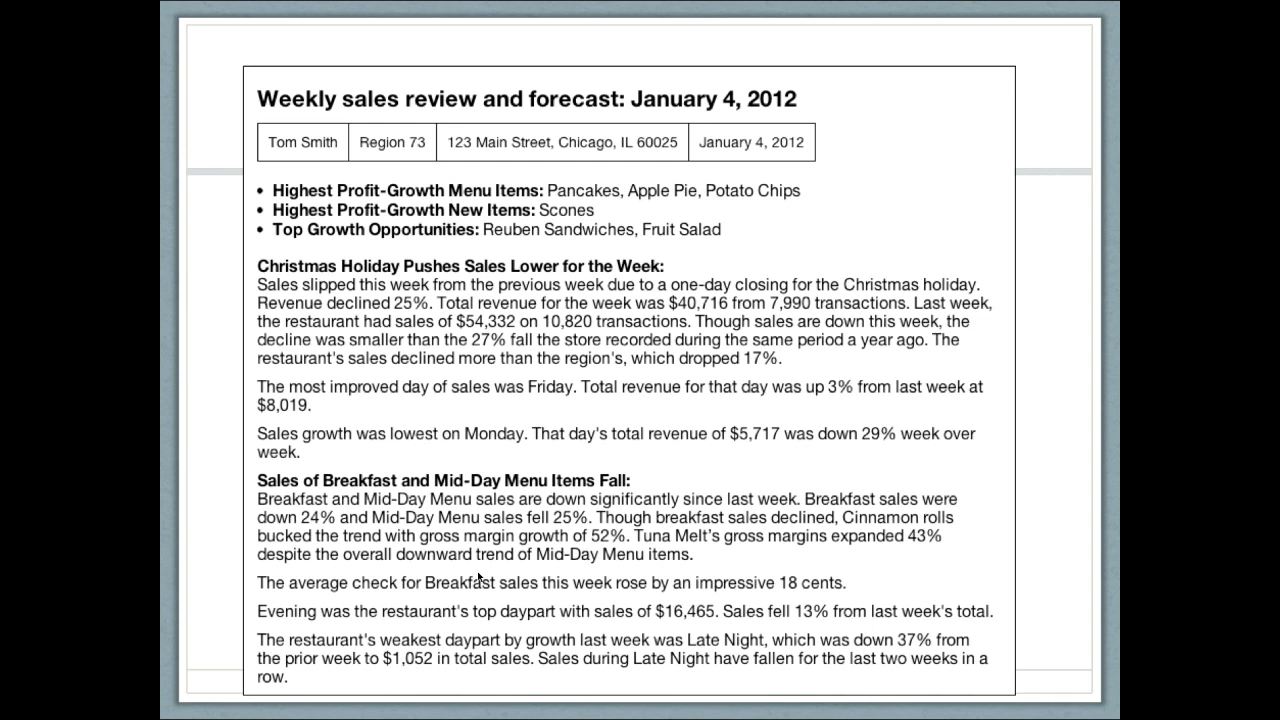 Weekly sales review and forecast: January 4, 2012
Tom Smith Region 73 123 Main Street, Chicago, IL 60025 January 4, 2012
• Highest Profit-Growth Menu Items: Pancakes, Apple Pie, Potato Chips
• Highest Profit-Growth New Items: Scones
• Top Growth Opportunities: Reuben Sandwiches, Fruit Salad
Christmas Holiday Pushes Sales Lower for the Week:
Sales slipped this week from the previous week due to a one-day closing for the Christmas holiday.
Revenue declined 25%. Total revenue for the week was $40,716 from 7,990 transactions. Last week,
the restaurant had sales of $54,332 on 10,820 transactions. Though sales are down this week, the
decline was smaller than the 27% fall the store recorded during the same period a year ago. The
restaurant's sales declined more than the region's, which dropped 17%.
The most improved day of sales was Friday. Total revenue for that day was up 3% from last week at
$8,019.
Sales growth was lowest on Monday. That day's total revenue of $5,717 was down 29% week over
week.
Sales of Breakfast and Mid-Day Menu Items Fall:
Breakfast and Mid-Day Menu sales are down significantly since last week. Breakfast sales were
down 24% and Mid-Day Menu sales fell 25%. Though breakfast sales declined, Cinnamon rolls
bucked the trend with gross margin growth of 52%. Tuna Melt’s gross margins expanded 43%
despite the overall downward trend of Mid-Day Menu items.
The average check for Breakfast sales this week rose by an impressive 18 cents.
Evening was the restaurant's top daypart with sales of $16,465. Sales fell 13% from last week's total.
The restaurant's weakest daypart by growth last week was Late Night, which was down 37% from
the prior week to $1,052 in total sales. Sales during Late Night have fallen for the last two weeks in a
row.